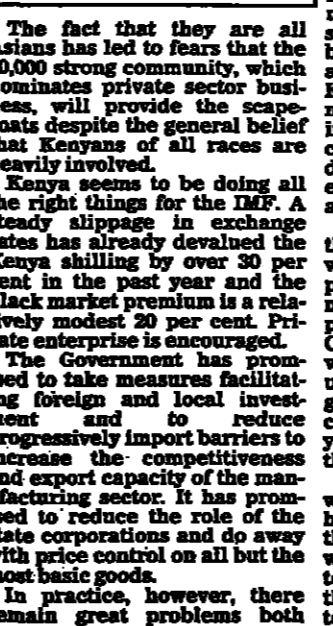 The fact that they are all
sians has led to fears that the
0,000 strong community, which
ominates private sector busi-
ess, will provide the scape-
oats despite the general belief
hat Kenyans of all races are
eavily involved.
Kenya seems to be doing all
he right things for the IMF. A
teady slippage in exchange
ates has already devalued the
Kenya shilling by over 30 per
ent in the past year and the
lack market premium is a rela-
ively modest 20 per cent. Pri-
ate enterprise is encouraged.
The Government has prom-
sed to take measures facilitat-
ng foreign and local invest-
ent and to reduce
rogressively import barriers to
ncrease the competitiveness
nd export capacity of the man-
facturing sector. It has prom-
sed to reduce the role of the
tate corporations and do away
ith price control on all but the
ost basic goods.
In practice, however, there
emain great problems both